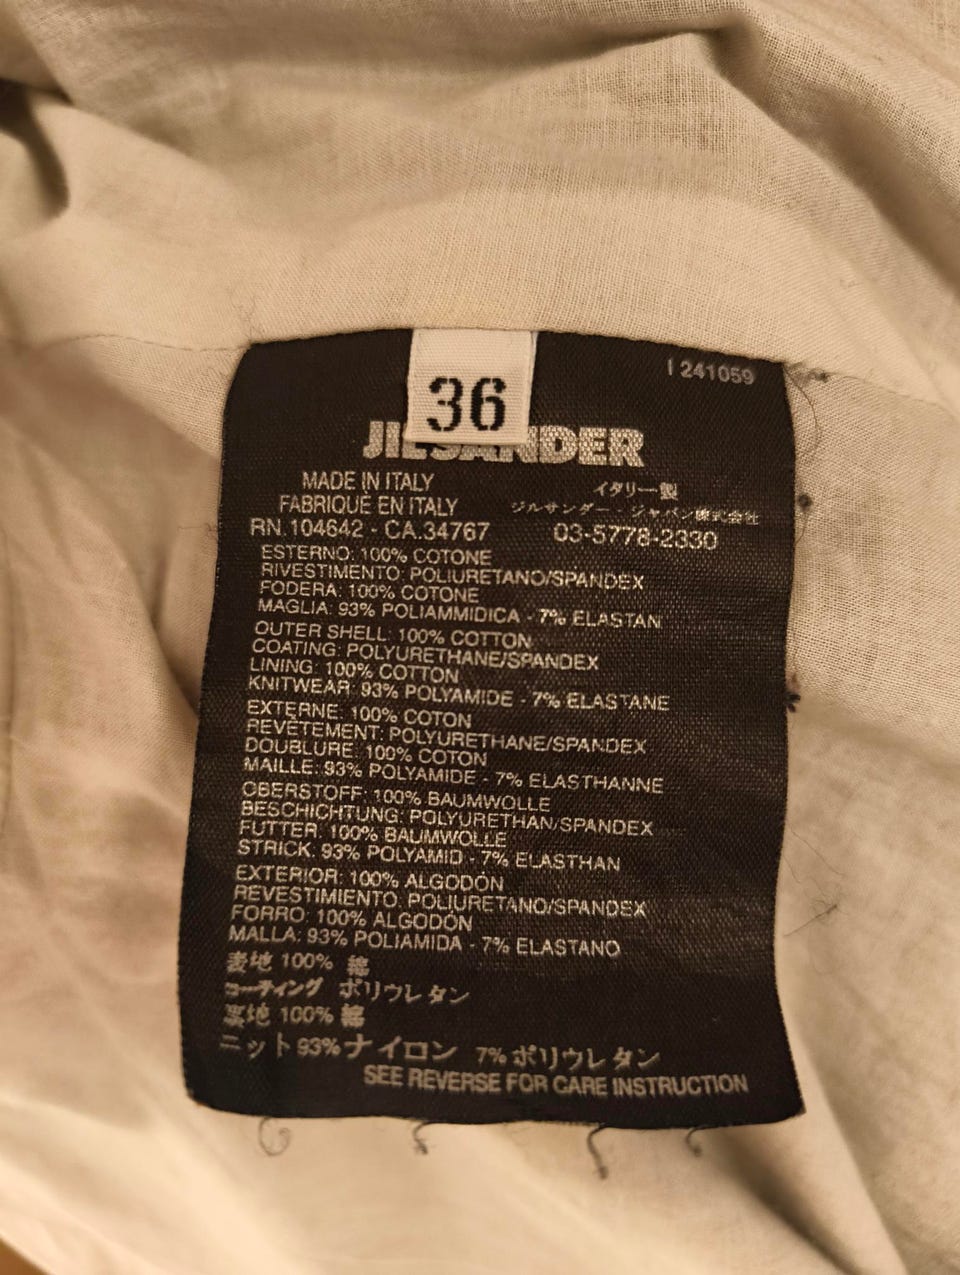 36
I 241059
JIL SANDER
MADE IN ITALY
FABRIQUÉ EN ITALY
RN.104642 - CA.34767
イタリー製
ジルサンダー・ジャパン株式会社
03-5778-2330
ESTERNO: 100% COTONE
RIVESTIMENTO: POLIURETANO/SPANDEX
FODERA: 100% COTONE
MAGLIA: 93% POLIAMMIDICA - 7% ELASTAN
OUTER SHELL: 100% COTTON
COATING: POLYURETHANE/SPANDEX
LINING: 100% COTTON
KNITWEAR: 93% POLYAMIDE - 7% ELASTANE
EXTERNE: 100% COTON
REVÊTEMENT: POLYURETHANE/SPANDEX
DOUBLURE: 100% COTON
MAILLE: 93% POLYAMIDE - 7% ELASTHANNE
OBERSTOFF: 100% BAUMWOLLE
BESCHICHTUNG: POLYURETHAN/SPANDEX
FUTTER: 100% BAUMWOLLE
STRICK: 93% POLYAMID - 7% ELASTHAN
EXTERIOR: 100% ALGODÓN
REVESTIMIENTO: POLIURETANO/SPANDEX
FORRO: 100% ALGODÓN
MALLA: 93% POLIAMIDA - 7% ELASTANO
表地 100% 綿
コーティング ポリウレタン
裏地 100% 綿
ニット 93% ナイロン 7% ポリウレタン
SEE REVERSE FOR CARE INSTRUCTION